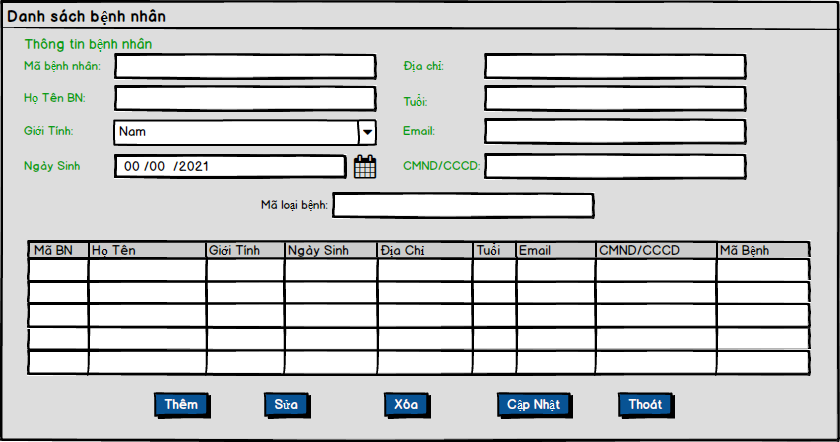 Danh sách bệnh nhân
Thông tin bệnh nhân
Mã bệnh nhân: Địa chỉ:
Họ Tên BN: Tuổi:
Giới Tính: Nam Email:
Ngày Sinh 00 /00 /2021 CMND/CCCD:
Mã loại bệnh:
Mã BN Họ Tên Giới Tính Ngày Sinh Địa Chỉ Tuổi Email CMND/CCCD Mã Bệnh
Thêm Sửa Xóa Cập Nhật Thoát